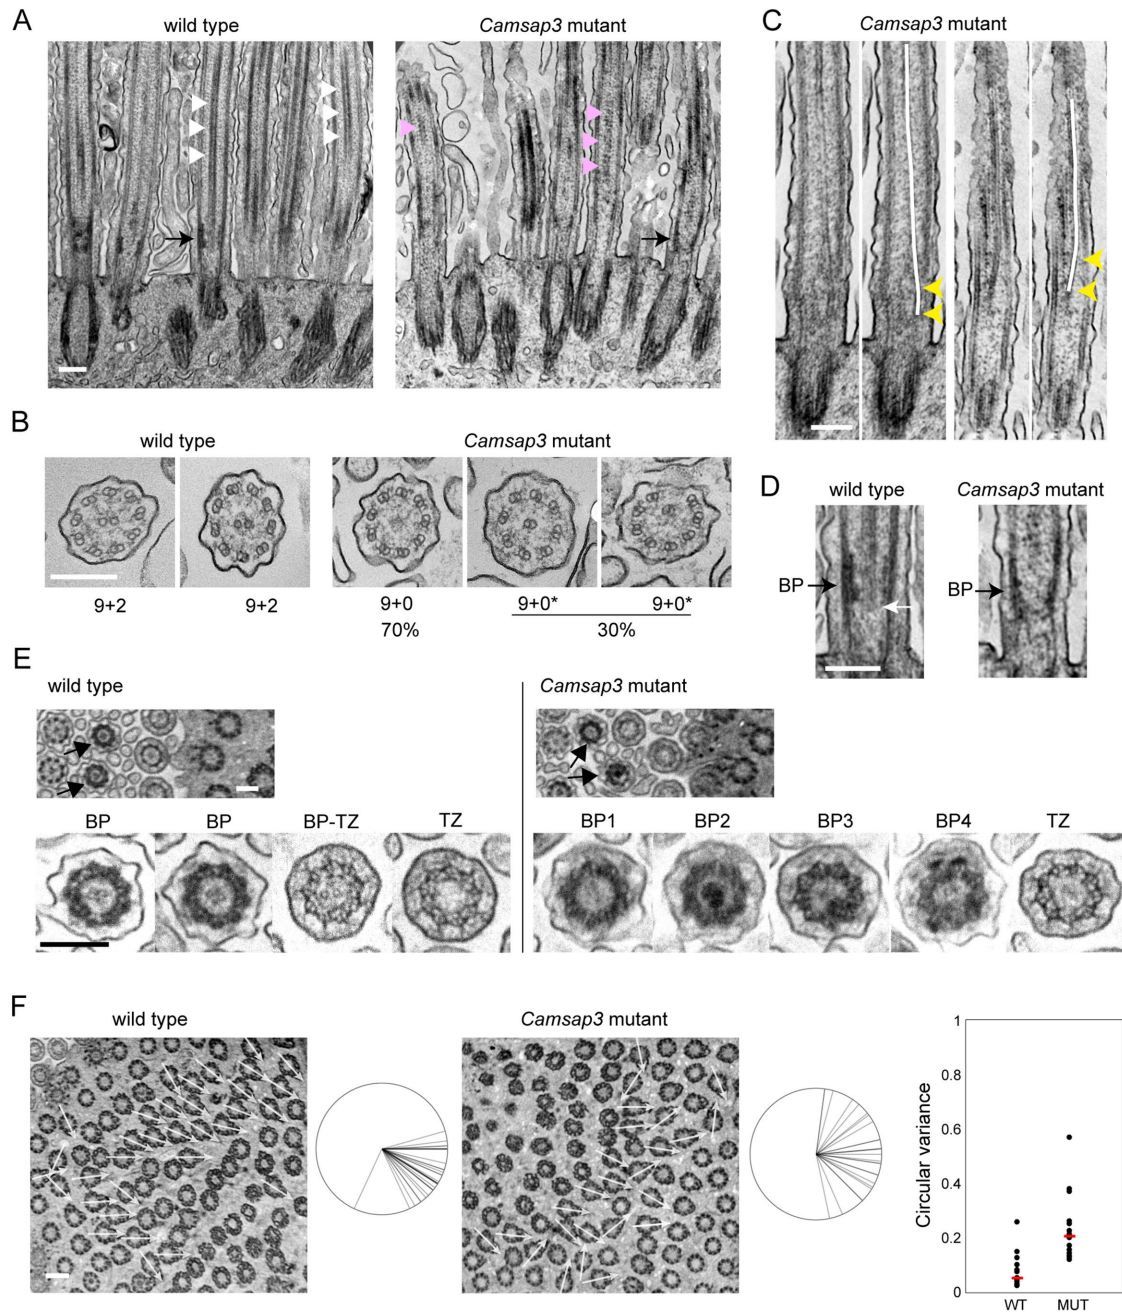 A
wild type
Camsap3 mutant
C
Camsap3 mutant
B
wild type
Camsap3 mutant
9+2
9+2
9+0
9+0*
9+0*
70%
30%
D
wild type
Camsap3 mutant
BP
BP
E
wild type
Camsap3 mutant
BP
BP
BP-TZ
TZ
BP1
BP2
BP3
BP4
TZ
F
wild type
Camsap3 mutant
Circular variance
1
0.8
0.6
0.4
0.2
0
WT
MUT